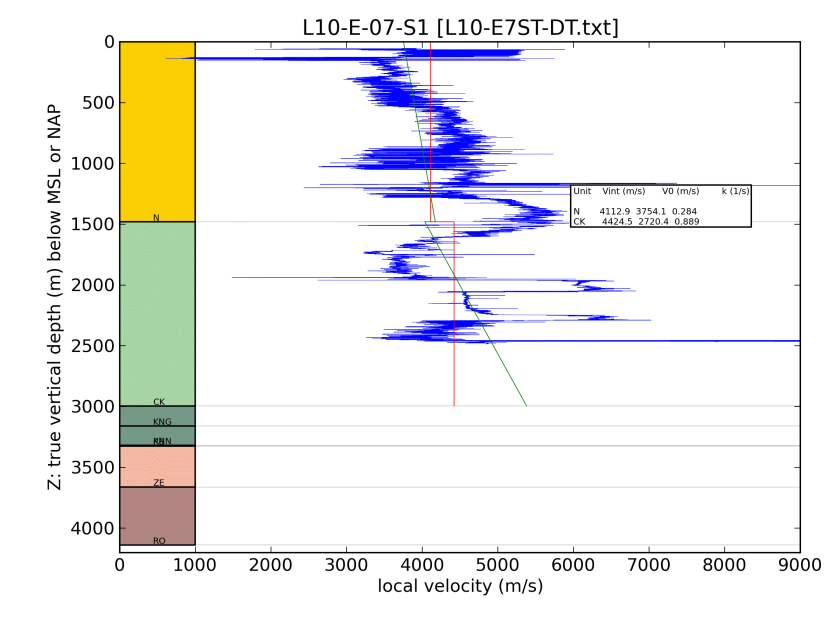 L10-E-07-S1 [L10-E7ST-DT.txt]
0
500
1000
1500
2000
2500
3000
3500
4000
Z: true vertical depth (m) below MSL or NAP
N
CK
KNG
KNN
ZE
RO
Unit Vint (m/s) V0 (m/s) k (1/s)
N 4112.9 3754.1 0.284
CK 4424.5 2720.4 0.889
0 1000 2000 3000 4000 5000 6000 7000 8000 9000
local velocity (m/s)